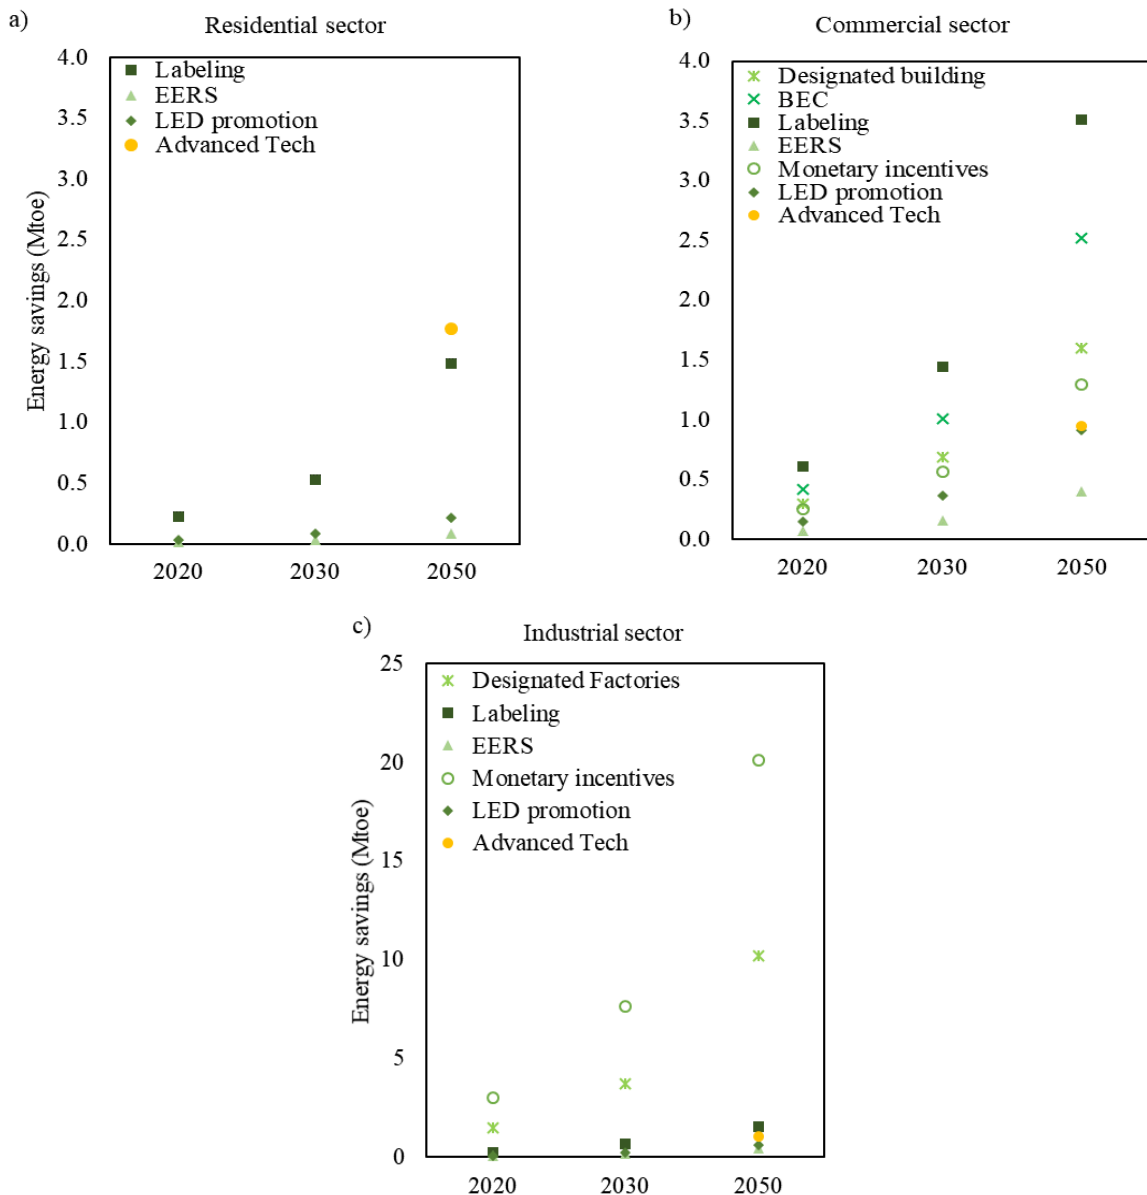 a)
Residential sector
Energy savings (Mtoe)
4.0
3.5
3.0
2.5
2.0
1.5
1.0
0.5
0.0
Labeling
EERS
LED promotion
Advanced Tech
2020
2030
2050
b)
Commercial sector
4.0
3.5
3.0
2.5
2.0
1.5
1.0
0.5
0.0
Designated building
BEC
Labeling
EERS
Monetary incentives
LED promotion
Advanced Tech
2020
2030
2050
c)
Industrial sector
Energy savings (Mtoe)
25
20
15
10
5
0
Designated Factories
Labeling
EERS
Monetary incentives
LED promotion
Advanced Tech
2020
2030
2050